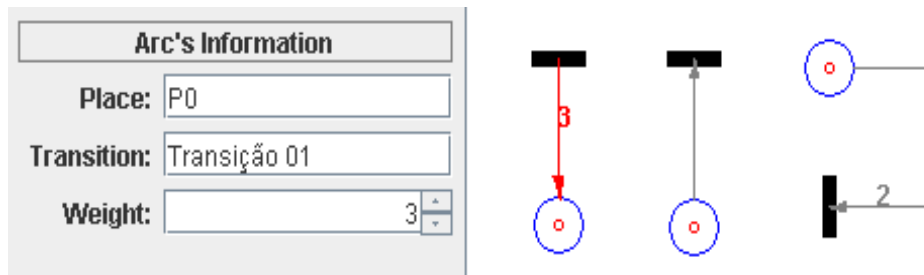 Arc's Information
Place: P0
Transition: Transição 01
Weight: 3
3
2